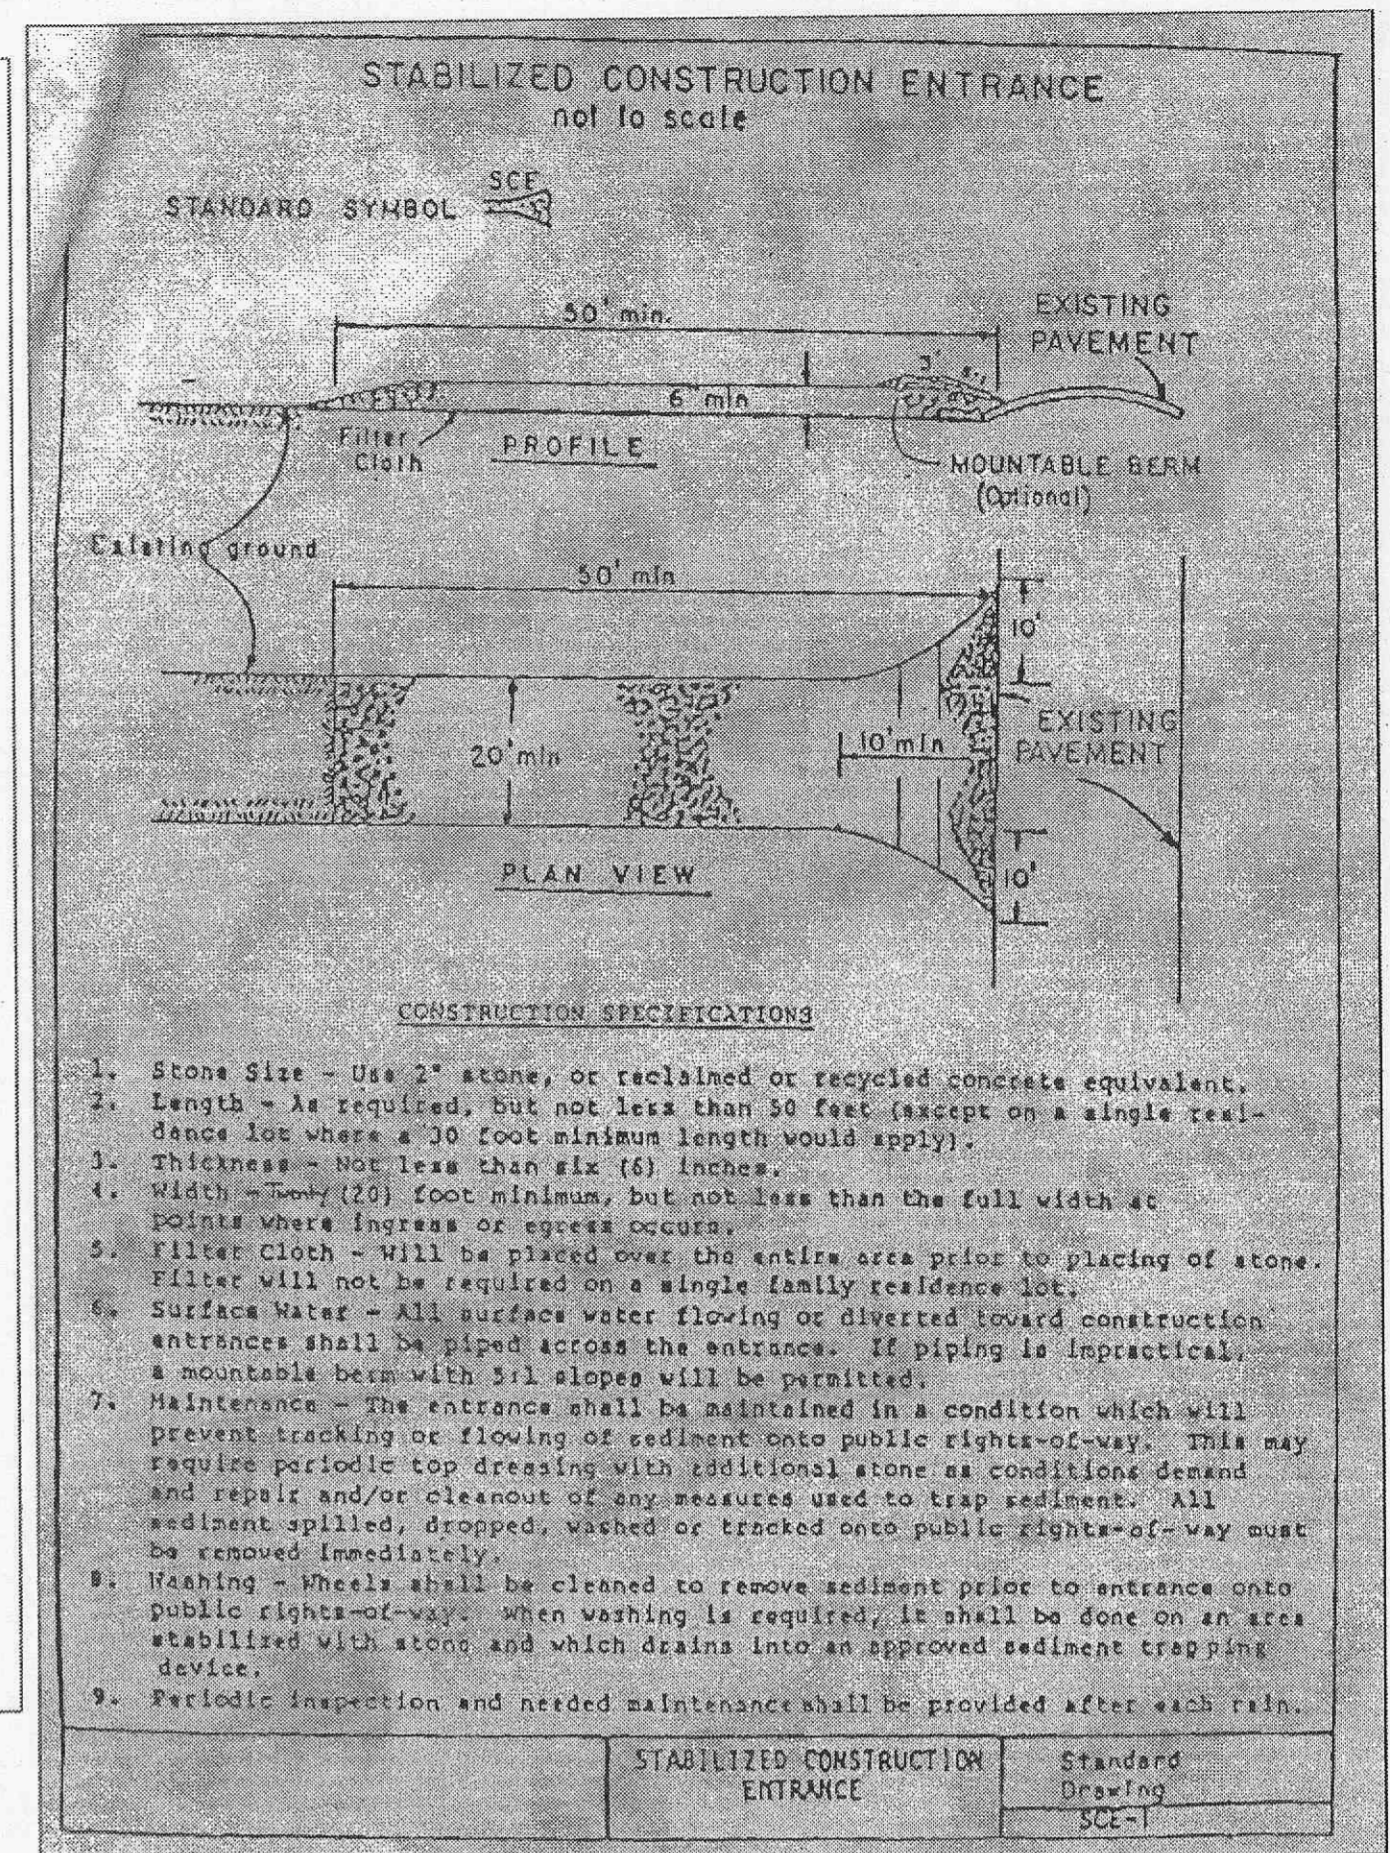 STABILIZED CONSTRUCTION ENTRANCE
not to scale
SCE
STANDARD SYMBOL
50' min.
EXISTING
PAVEMENT
3'
5:1
6" min
Filter
Cloth
PROFILE
MOUNTABLE BERM
(Optional)
Existing ground
50' min
10'
EXISTING
PAVEMENT
20' min
10' min
10'
PLAN VIEW
CONSTRUCTION SPECIFICATIONS
1. Stone Size - Use 2" stone, or reclaimed or recycled concrete equivalent.
2. Length - As required, but not less than 50 feet (except on a single resi-
dence lot where a 30 foot minimum length would apply).
3. Thickness - Not less than six (6) inches.
4. Width - Twenty (20) foot minimum, but not less than the full width at
points where ingress or egress occurs.
5. Filter Cloth - Will be placed over the entire area prior to placing of stone.
Filter will not be required on a single family residence lot.
6. Surface Water - All surface water flowing or diverted toward construction
entrances shall be piped across the entrance. If piping is impractical,
a mountable berm with 5:1 slopes will be permitted.
7. Maintenance - The entrance shall be maintained in a condition which will
prevent tracking or flowing of sediment onto public rights-of-way. This may
require periodic top dressing with additional stone as conditions demand
and repair and/or cleanout of any measures used to trap sediment. All
sediment spilled, dropped, washed or tracked onto public rights-of-way must
be removed immediately.
8. Washing - Wheels shall be cleaned to remove sediment prior to entrance onto
public rights-of-way. When washing is required, it shall be done on an area
stabilized with stone and which drains into an approved sediment trapping
device.
9. Periodic inspection and needed maintenance shall be provided after each rain.
STABILIZED CONSTRUCTION
ENTRANCE
Standard
Drawing
SCE-1